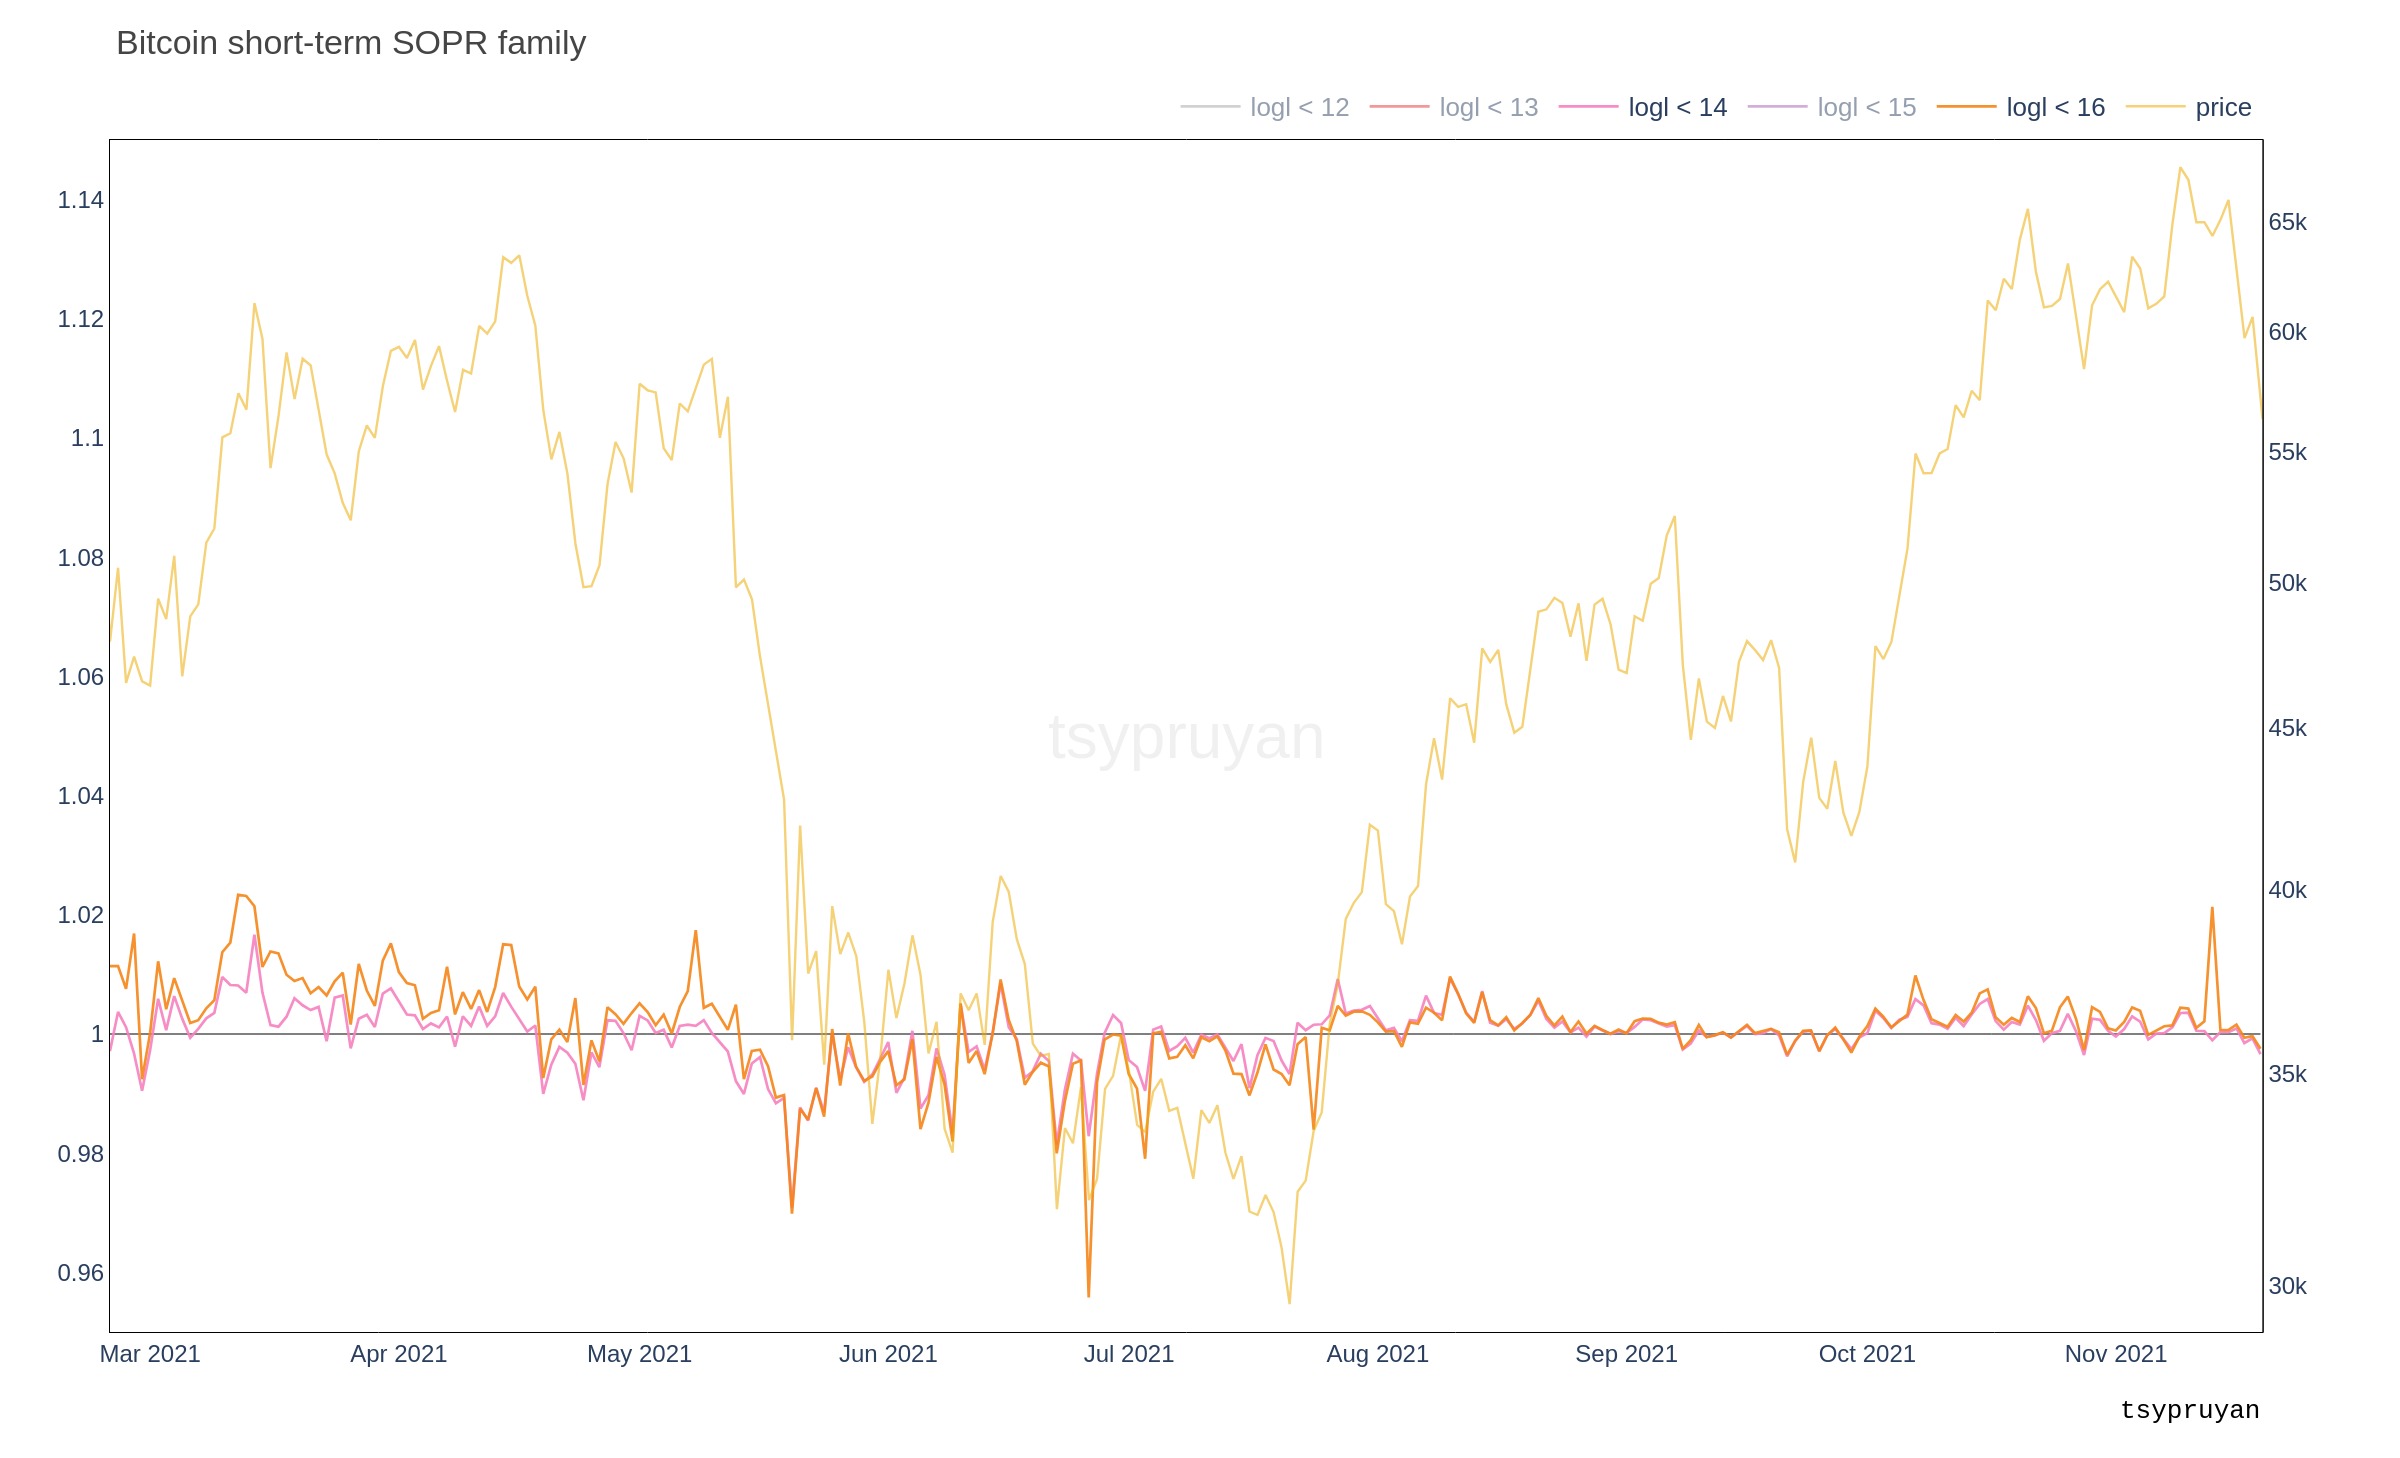 Bitcoin short-term SOPR family
logl < 12 logl < 13 logl < 14 logl < 15 logl < 16 price
1.14
1.12
1.1
1.08
1.06
1.04
1.02
1
0.98
0.96
65k
60k
55k
50k
45k
40k
35k
30k
tsypruyan
Mar 2021 Apr 2021 May 2021 Jun 2021 Jul 2021 Aug 2021 Sep 2021 Oct 2021 Nov 2021
tsypruyan